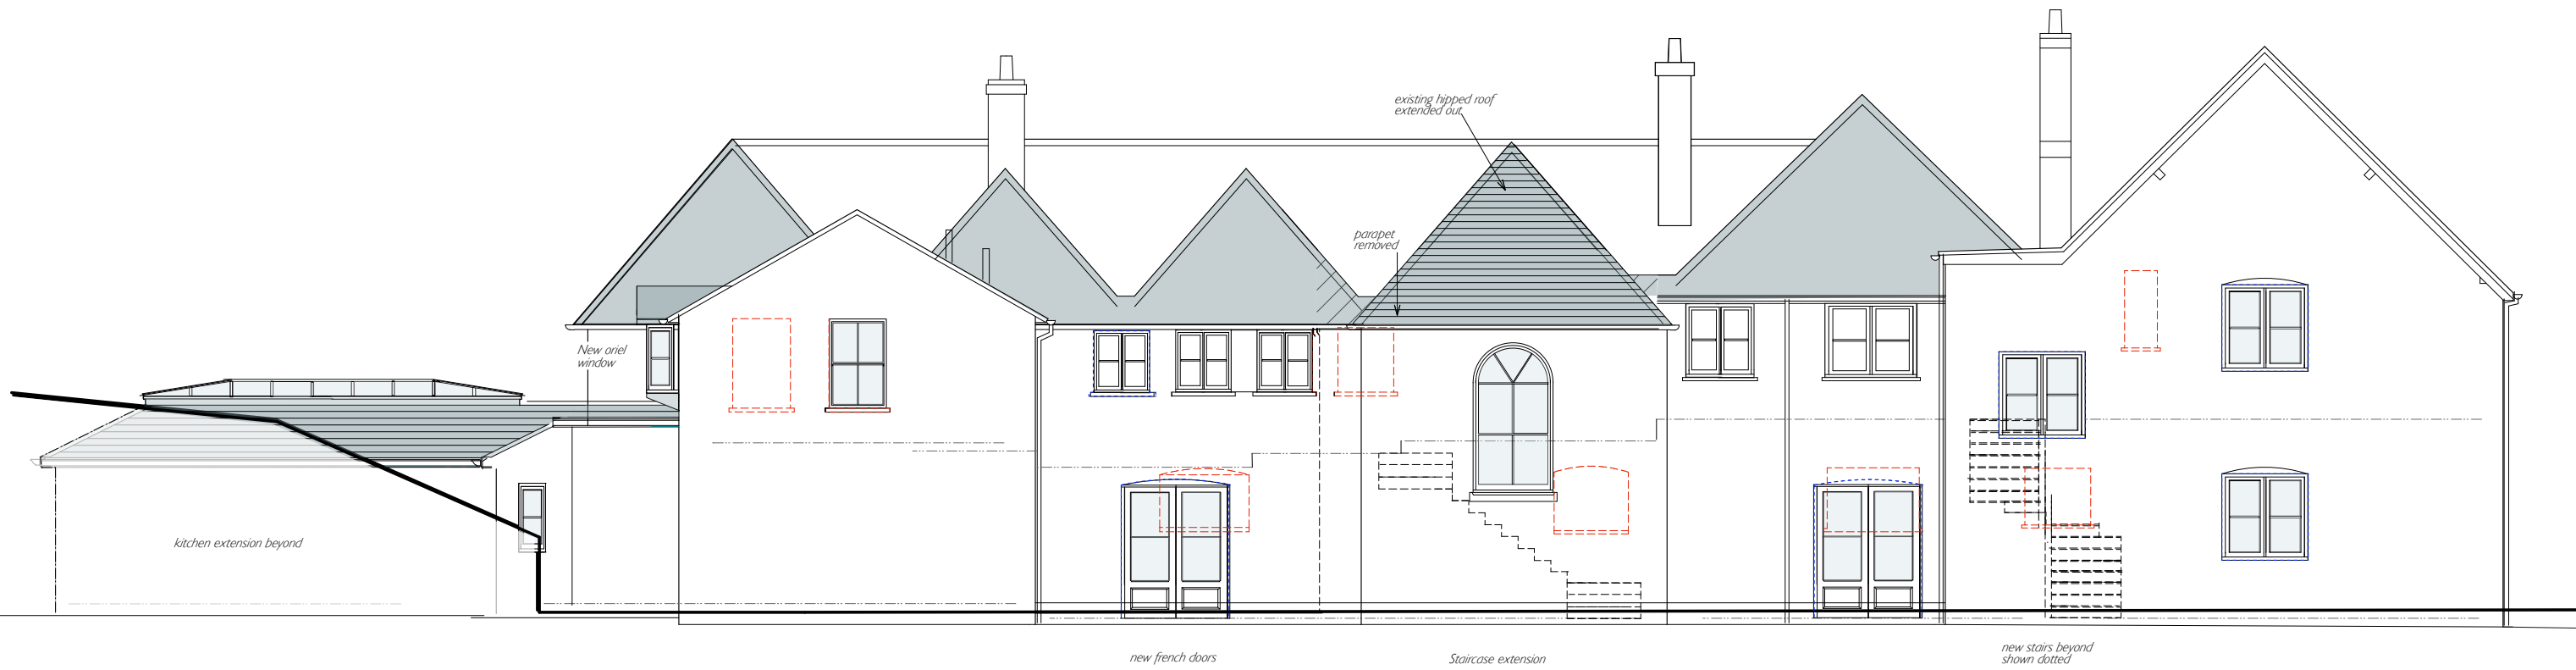 existing hipped roof
extended out
parapet
removed
New oriel
window
kitchen extension beyond
new french doors
Staircase extension
new stairs beyond
shown dotted